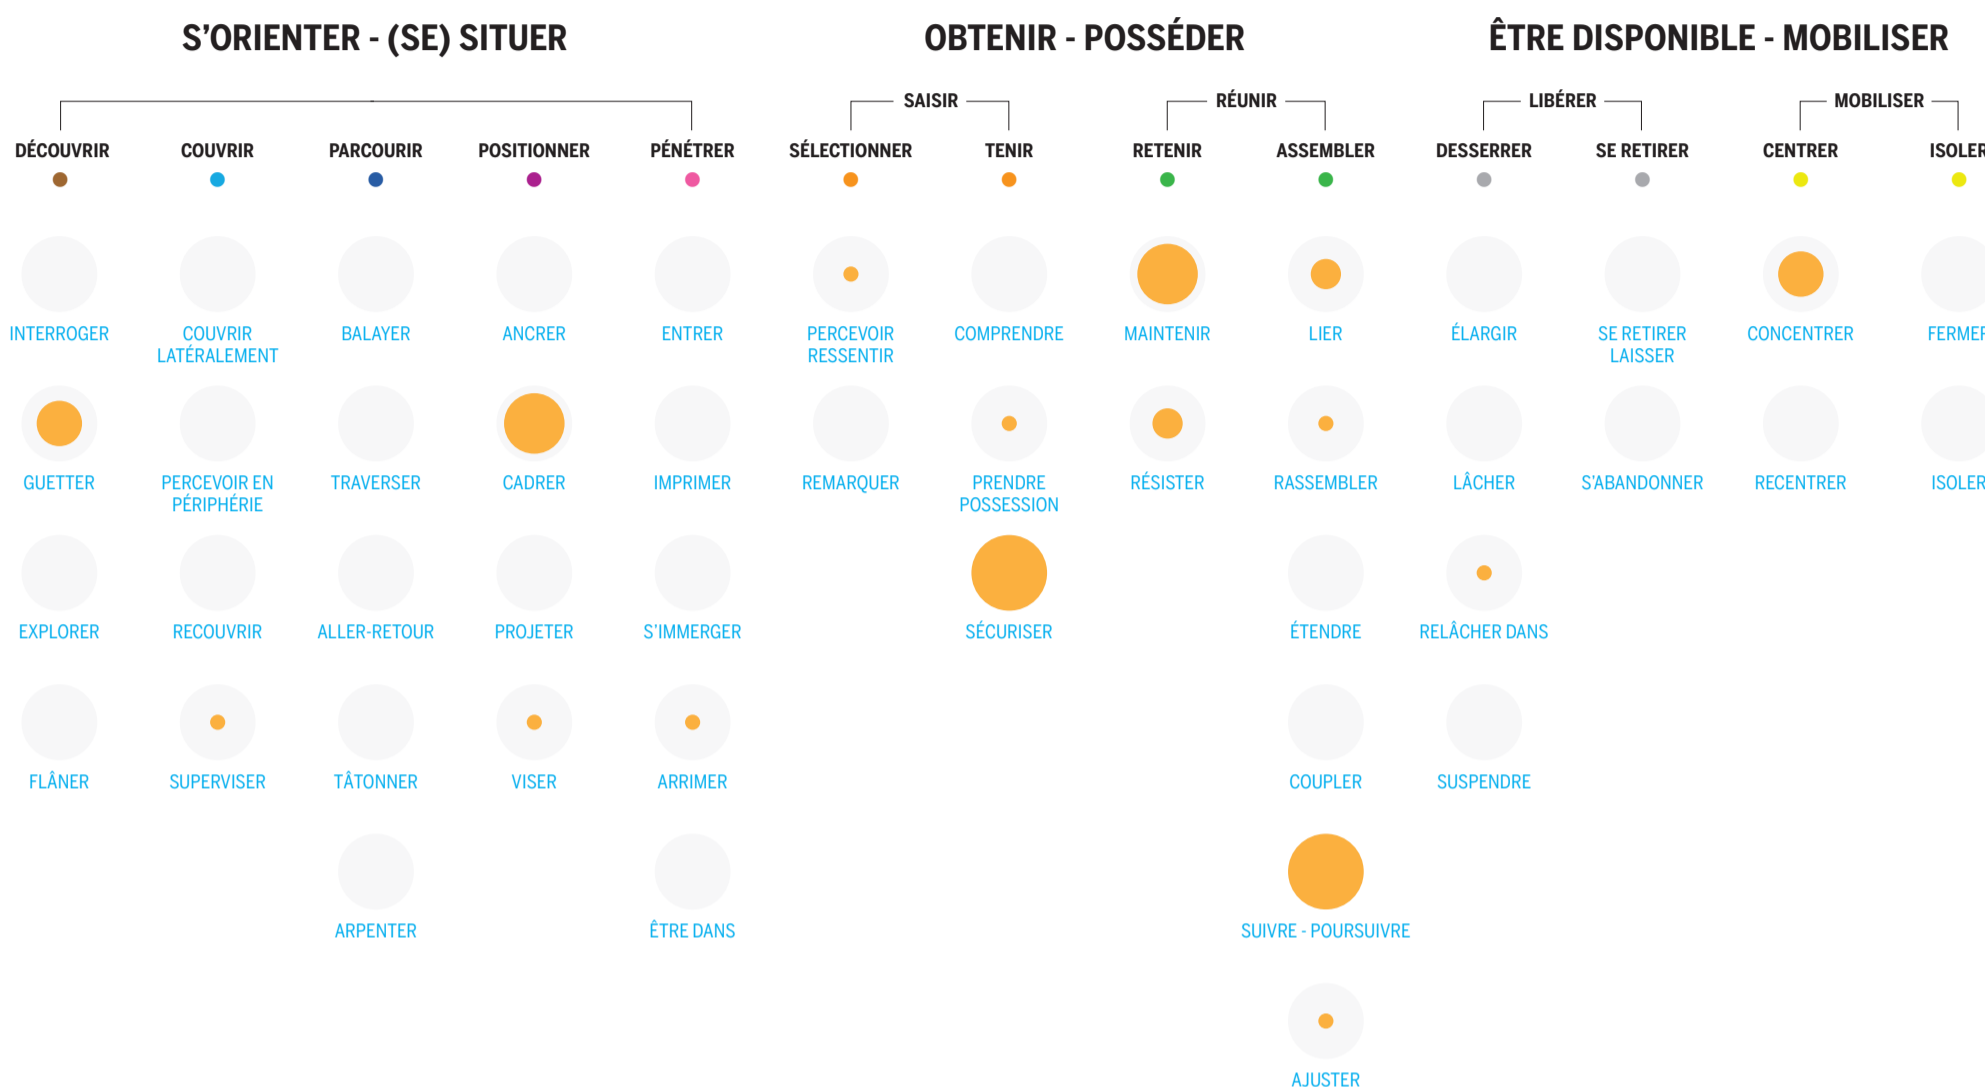 S'ORIENTER - (SE) SITUER
OBTENIR - POSSÉDER
ÊTRE DISPONIBLE - MOBILISER
SAISIR
RÉUNIR
LIBÉRER
MOBILISER
DÉCOUVRIR
COUVRIR
PARCOURIR
POSITIONNER
PÉNÉTRER
SÉLECTIONNER
TENIR
RETENIR
ASSEMBLER
DESSERRER
SE RETIRER
CENTRER
ISOLER
INTERROGER
COUVRIR
LATÉRALEMENT
BALAYER
ANCRER
ENTRER
PERCEVOIR
RESSENTIR
COMPRENDRE
MAINTENIR
LIER
ÉLARGIR
SE RETIRER
LAISSER
CONCENTRER
FERMER
GUETTER
PERCEVOIR EN
PÉRIPHÉRIE
TRAVERSER
CADRER
IMPRIMER
REMARQUER
PRENDRE
POSSESSION
RÉSISTER
RASSEMBLER
LÂCHER
S'ABANDONNER
RECENTRER
ISOLER
EXPLORER
RECOUVRIR
ALLER-RETOUR
PROJETER
S'IMMERGER
SÉCURISER
ÉTENDRE
RELÂCHER DANS
FLÂNER
SUPERVISER
TÂTONNER
VISER
ARRIMER
COUPLER
SUSPENDRE
ARPENTER
ÊTRE DANS
SUIVRE - POURSUIVRE
AJUSTER